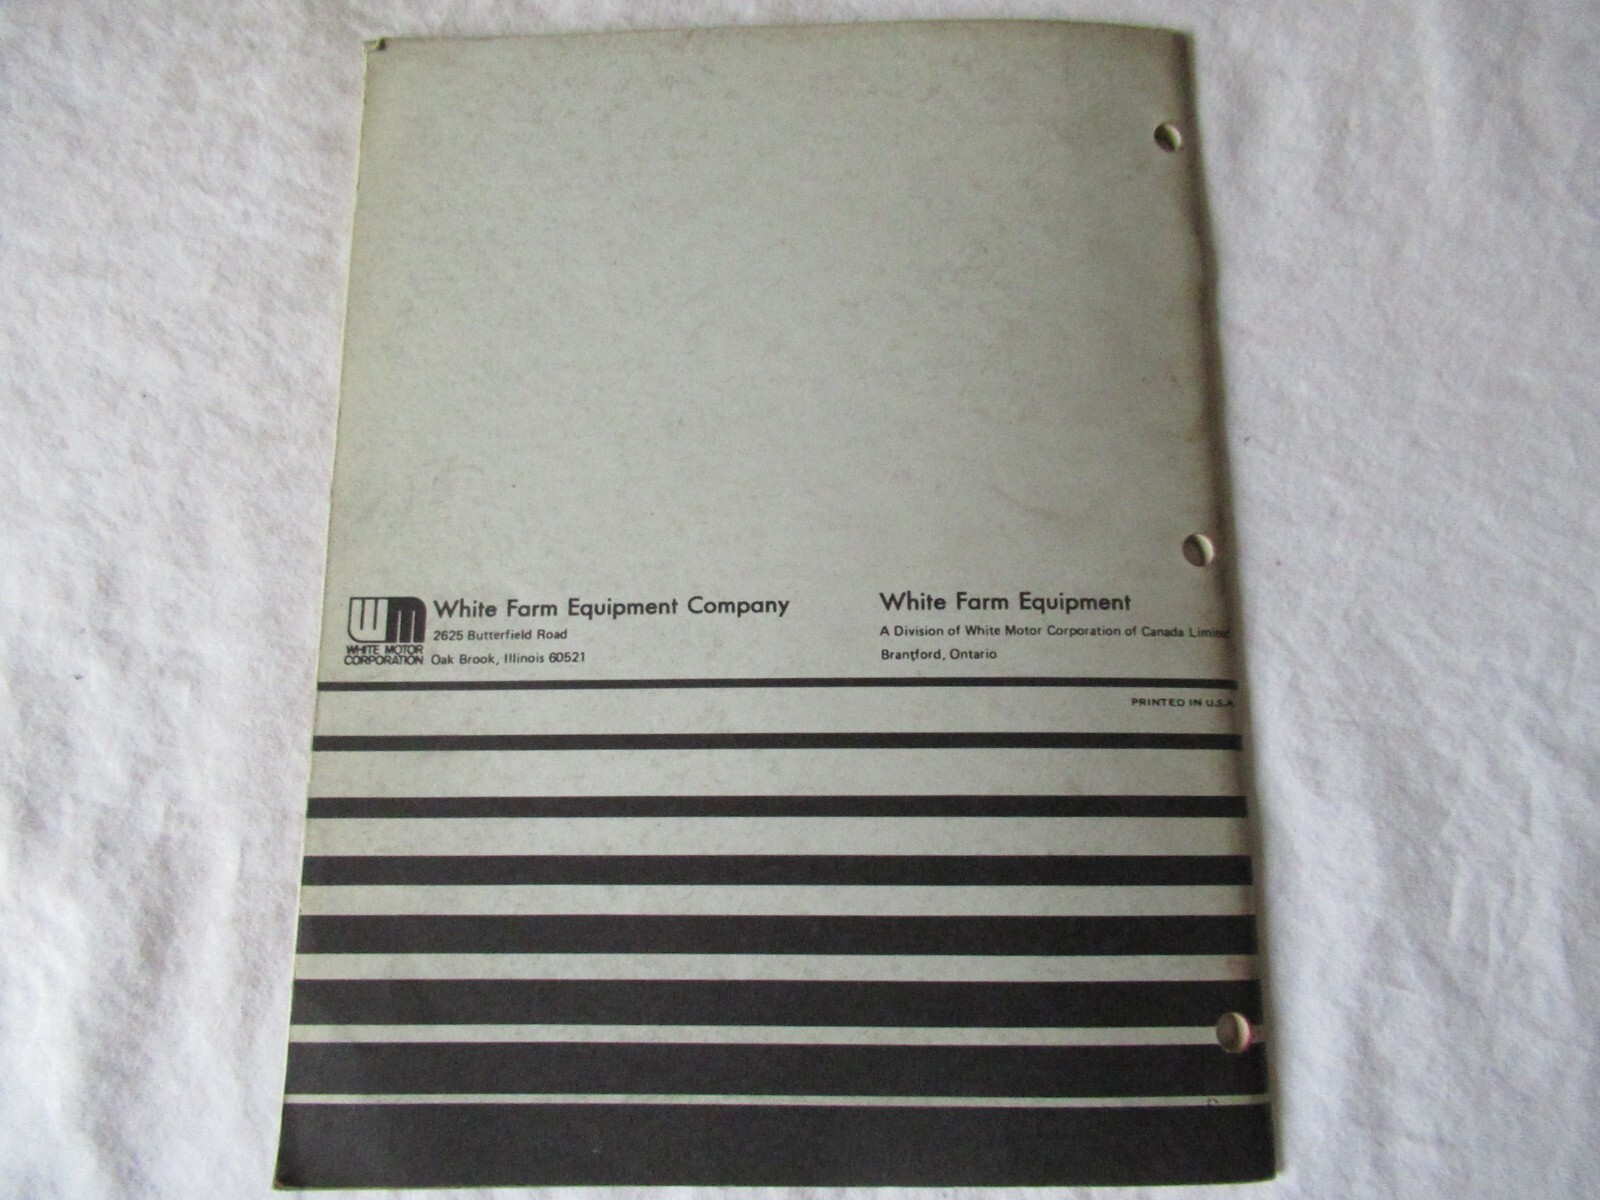 WM
WHITE MOTOR
CORPORATION
White Farm Equipment Company
2625 Butterfield Road
Oak Brook, Illinois 60521
White Farm Equipment
A Division of White Motor Corporation of Canada Limited
Brantford, Ontario
PRINTED IN U.S.A